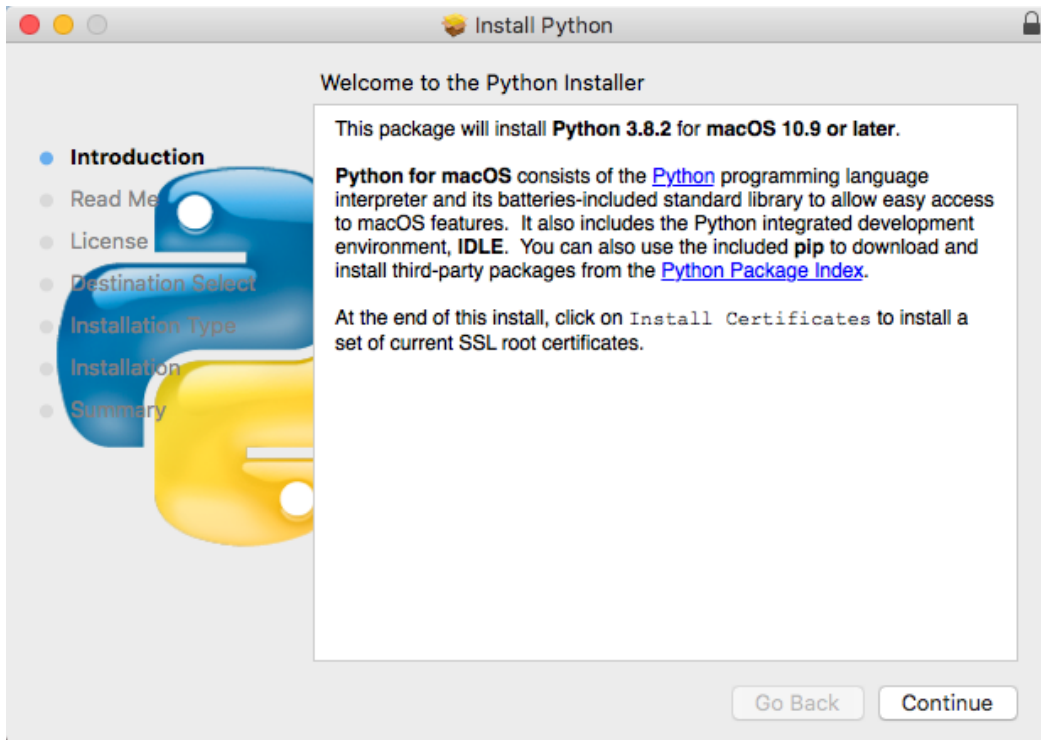 Install Python
Welcome to the Python Installer
Introduction
Read Me
License
Destination Select
Installation Type
Installation
Summary
This package will install Python 3.8.2 for macOS 10.9 or later.
Python for macOS consists of the Python programming language
interpreter and its batteries-included standard library to allow easy access
to macOS features.  It also includes the Python integrated development
environment, IDLE.  You can also use the included pip to download and
install third-party packages from the Python Package Index.
At the end of this install, click on Install Certificates to install a
set of current SSL root certificates.
Go Back
Continue